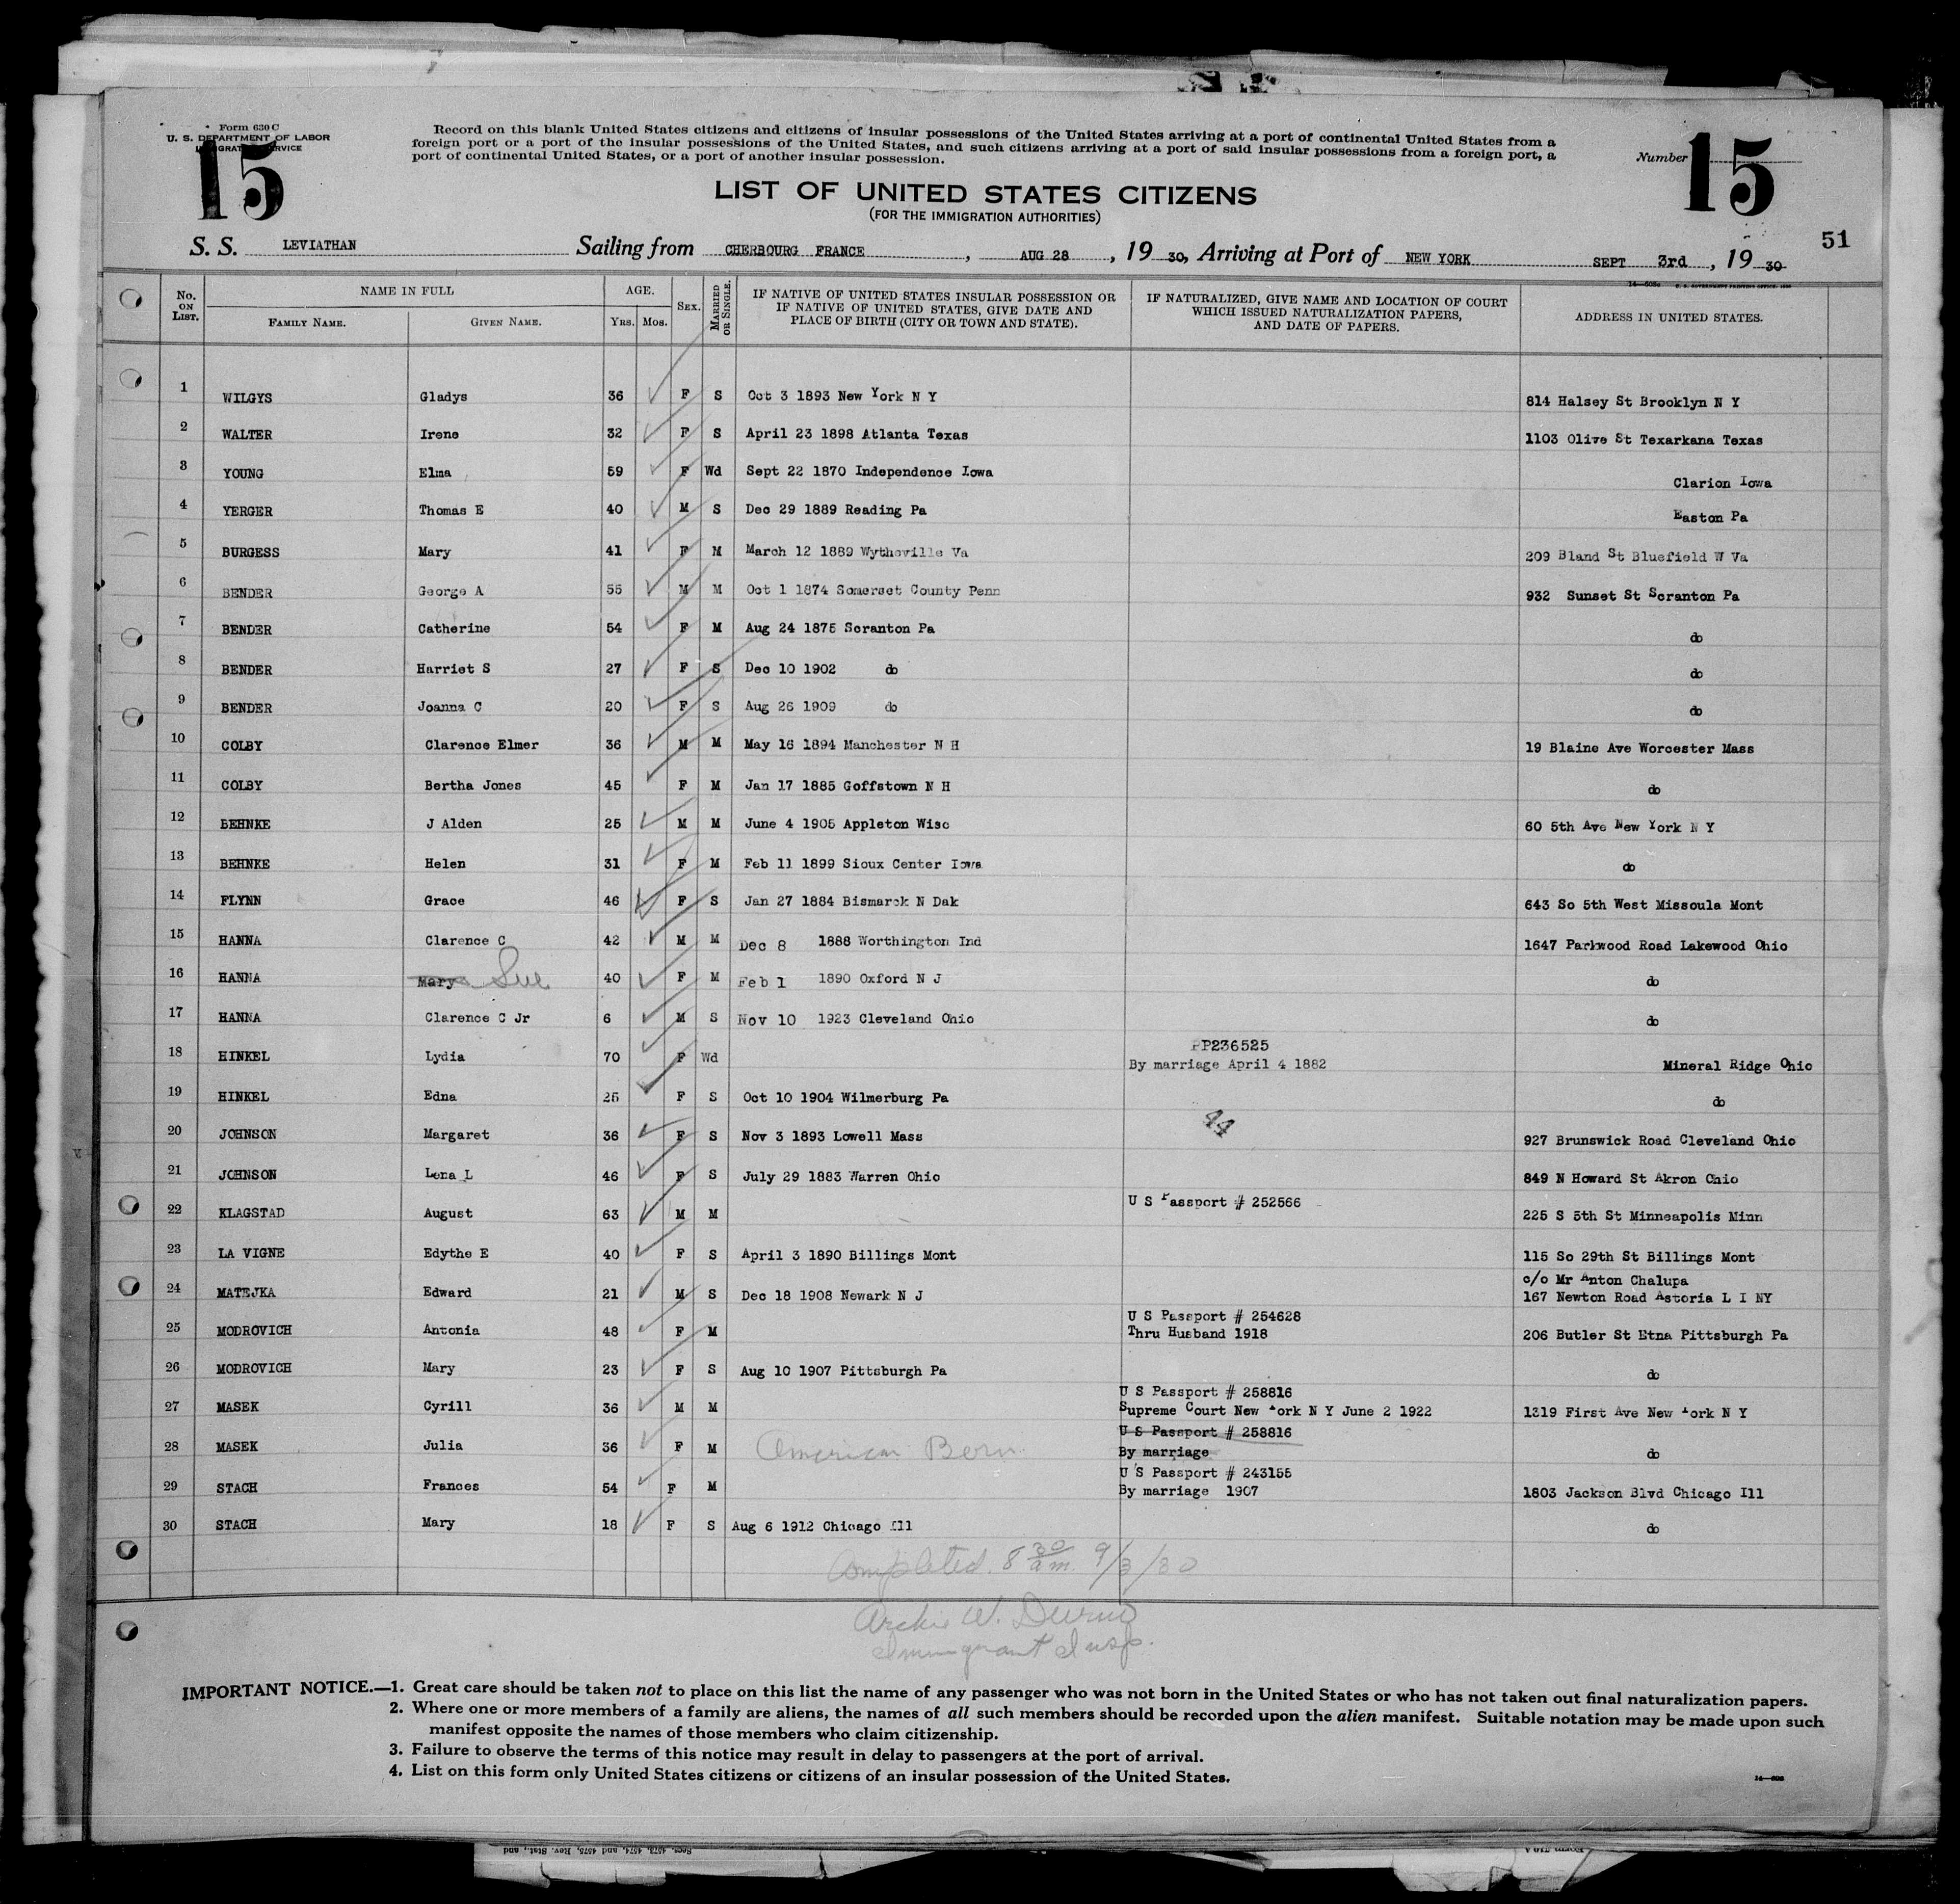 Form 630 C
U. S. DEPARTMENT OF LABOR
IMMIGRATION SERVICE
15
Record on this blank United States citizens and citizens of insular possessions of the United States arriving at a port of continental United States from a
foreign port or a port of the insular possessions of the United States, and such citizens arriving at a port of said insular possessions from a foreign port, a
port of continental United States, or a port of another insular possession.
Number 15
LIST OF UNITED STATES CITIZENS
(FOR THE IMMIGRATION AUTHORITIES)
51
S. S. LEVIATHAN Sailing from CHERBOURG FRANCE, AUG 28, 19 30, Arriving at Port of NEW YORK SEPT 3rd, 19 30
No. ON LIST. NAME IN FULL FAMILY NAME. GIVEN NAME. AGE. Yrs. Mos. SEX. MARRIED OR SINGLE. IF NATIVE OF UNITED STATES INSULAR POSSESSION OR IF NATIVE OF UNITED STATES, GIVE DATE AND PLACE OF BIRTH (CITY OR TOWN AND STATE). IF NATURALIZED, GIVE NAME AND LOCATION OF COURT WHICH ISSUED NATURALIZATION PAPERS, AND DATE OF PAPERS. ADDRESS IN UNITED STATES.
1 WILGYS Gladys 36 F S Oct 3 1893 New York N Y 814 Halsey St Brooklyn N Y
2 WALTER Irene 32 F S April 23 1898 Atlanta Texas 1103 Olive St Texarkana Texas
3 YOUNG Elma 59 F Wd Sept 22 1870 Independence Iowa Clarion Iowa
4 YERGER Thomas E 40 M S Dec 29 1889 Reading Pa Easton Pa
5 BURGESS Mary 41 F M March 12 1889 Wytheville Va 209 Bland St Bluefield W Va
6 BENDER George A 55 M M Oct 1 1874 Somerset County Penn 932 Sunset St Scranton Pa
7 BENDER Catherine 54 F M Aug 24 1875 Scranton Pa do
8 BENDER Harriet S 27 F S Dec 10 1902 do do
9 BENDER Joanna C 20 F S Aug 26 1909 do do
10 COLBY Clarence Elmer 36 M M May 16 1894 Manchester N H 19 Blaine Ave Worcester Mass
11 COLBY Bertha Jones 45 F M Jan 17 1885 Goffstown N H do
12 BEHNKE J Alden 25 M M June 4 1905 Appleton Wisc 60 5th Ave New York N Y
13 BEHNKE Helen 31 F M Feb 11 1899 Sioux Center Iowa do
14 FLYNN Grace 46 F S Jan 27 1884 Bismarck N Dak 643 So 5th West Missoula Mont
15 HANNA Clarence C 42 M M Dec 8 1888 Worthington Ind 1647 Parkwood Road Lakewood Ohio
16 HANNA Mary Sue 40 F M Feb 1 1890 Oxford N J do
17 HANNA Clarence C Jr 6 M S Nov 10 1923 Cleveland Ohio do
18 HINKEL Lydia 70 F Wd PP236525
By marriage April 4 1882 Mineral Ridge Ohio
19 HINKEL Edna 25 F S Oct 10 1904 Wilmerburg Pa do
44
20 JOHNSON Margaret 36 F S Nov 3 1893 Lowell Mass 927 Brunswick Road Cleveland Ohio
21 JOHNSON Lena L 46 F S July 29 1883 Warren Ohio 849 N Howard St Akron Ohio
22 KLAGSTAD August 63 M M U S Passport # 252566 225 S 5th St Minneapolis Minn
23 LA VIGNE Edythe E 40 F S April 3 1890 Billings Mont 115 So 29th St Billings Mont
c/o Mr Anton Chalupa
24 MATEJKA Edward 21 M S Dec 18 1908 Newark N J 167 Newton Road Astoria L I NY
U S Passport # 254628
25 MODROVICH Antonia 48 F M Thru Husband 1918 206 Butler St Etna Pittsburgh Pa
26 MODROVICH Mary 23 F S Aug 10 1907 Pittsburgh Pa do
U S Passport # 258816
27 MASEK Cyrill 36 M M Supreme Court New York N Y June 2 1922 1319 First Ave New York N Y
U S Passport # 258816
28 MASEK Julia 36 F M American Born By marriage do
U S Passport # 243155
29 STACH Frances 54 F M By marriage 1907 1803 Jackson Blvd Chicago Ill
30 STACH Mary 18 F S Aug 6 1912 Chicago Ill do
Completed 8 30 am. 9/3/30
Archie W. Durno
Immigrant Insp.
IMPORTANT NOTICE.—1. Great care should be taken not to place on this list the name of any passenger who was not born in the United States or who has not taken out final naturalization papers.
2. Where one or more members of a family are aliens, the names of all such members should be recorded upon the alien manifest. Suitable notation may be made upon such
manifest opposite the names of those members who claim citizenship.
3. Failure to observe the terms of this notice may result in delay to passengers at the port of arrival.
4. List on this form only United States citizens or citizens of an insular possession of the United States.
Secs. 4573, 4574, and 4575, Rev. Stat., and